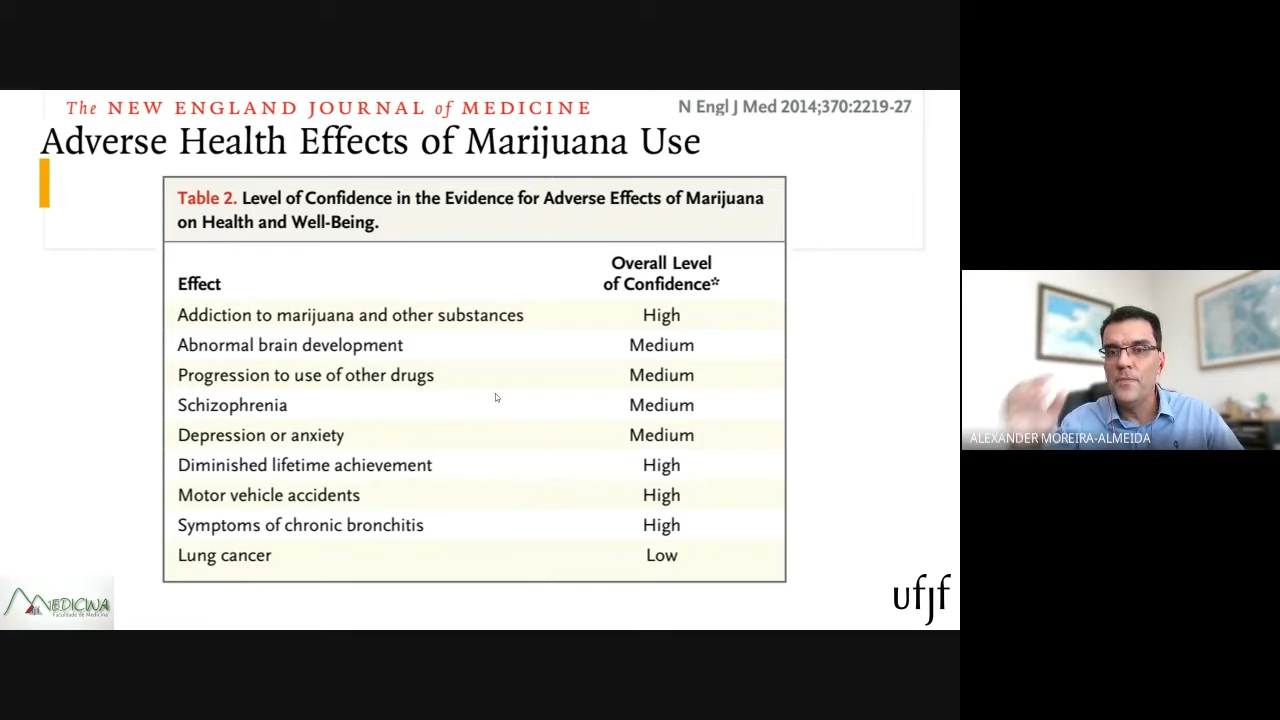 The NEW ENGLAND JOURNAL of MEDICINE
N Engl J Med 2014;370:2219-27.
Adverse Health Effects of Marijuana Use
Table 2. Level of Confidence in the Evidence for Adverse Effects of Marijuana
on Health and Well-Being.
Effect
Overall Level
of Confidence*
Addiction to marijuana and other substances High
Abnormal brain development Medium
Progression to use of other drugs Medium
Schizophrenia Medium
Depression or anxiety Medium
Diminished lifetime achievement High
Motor vehicle accidents High
Symptoms of chronic bronchitis High
Lung cancer Low
MEDICINA
Faculdade de Medicina
ufjf
ALEXANDER MOREIRA-ALMEIDA